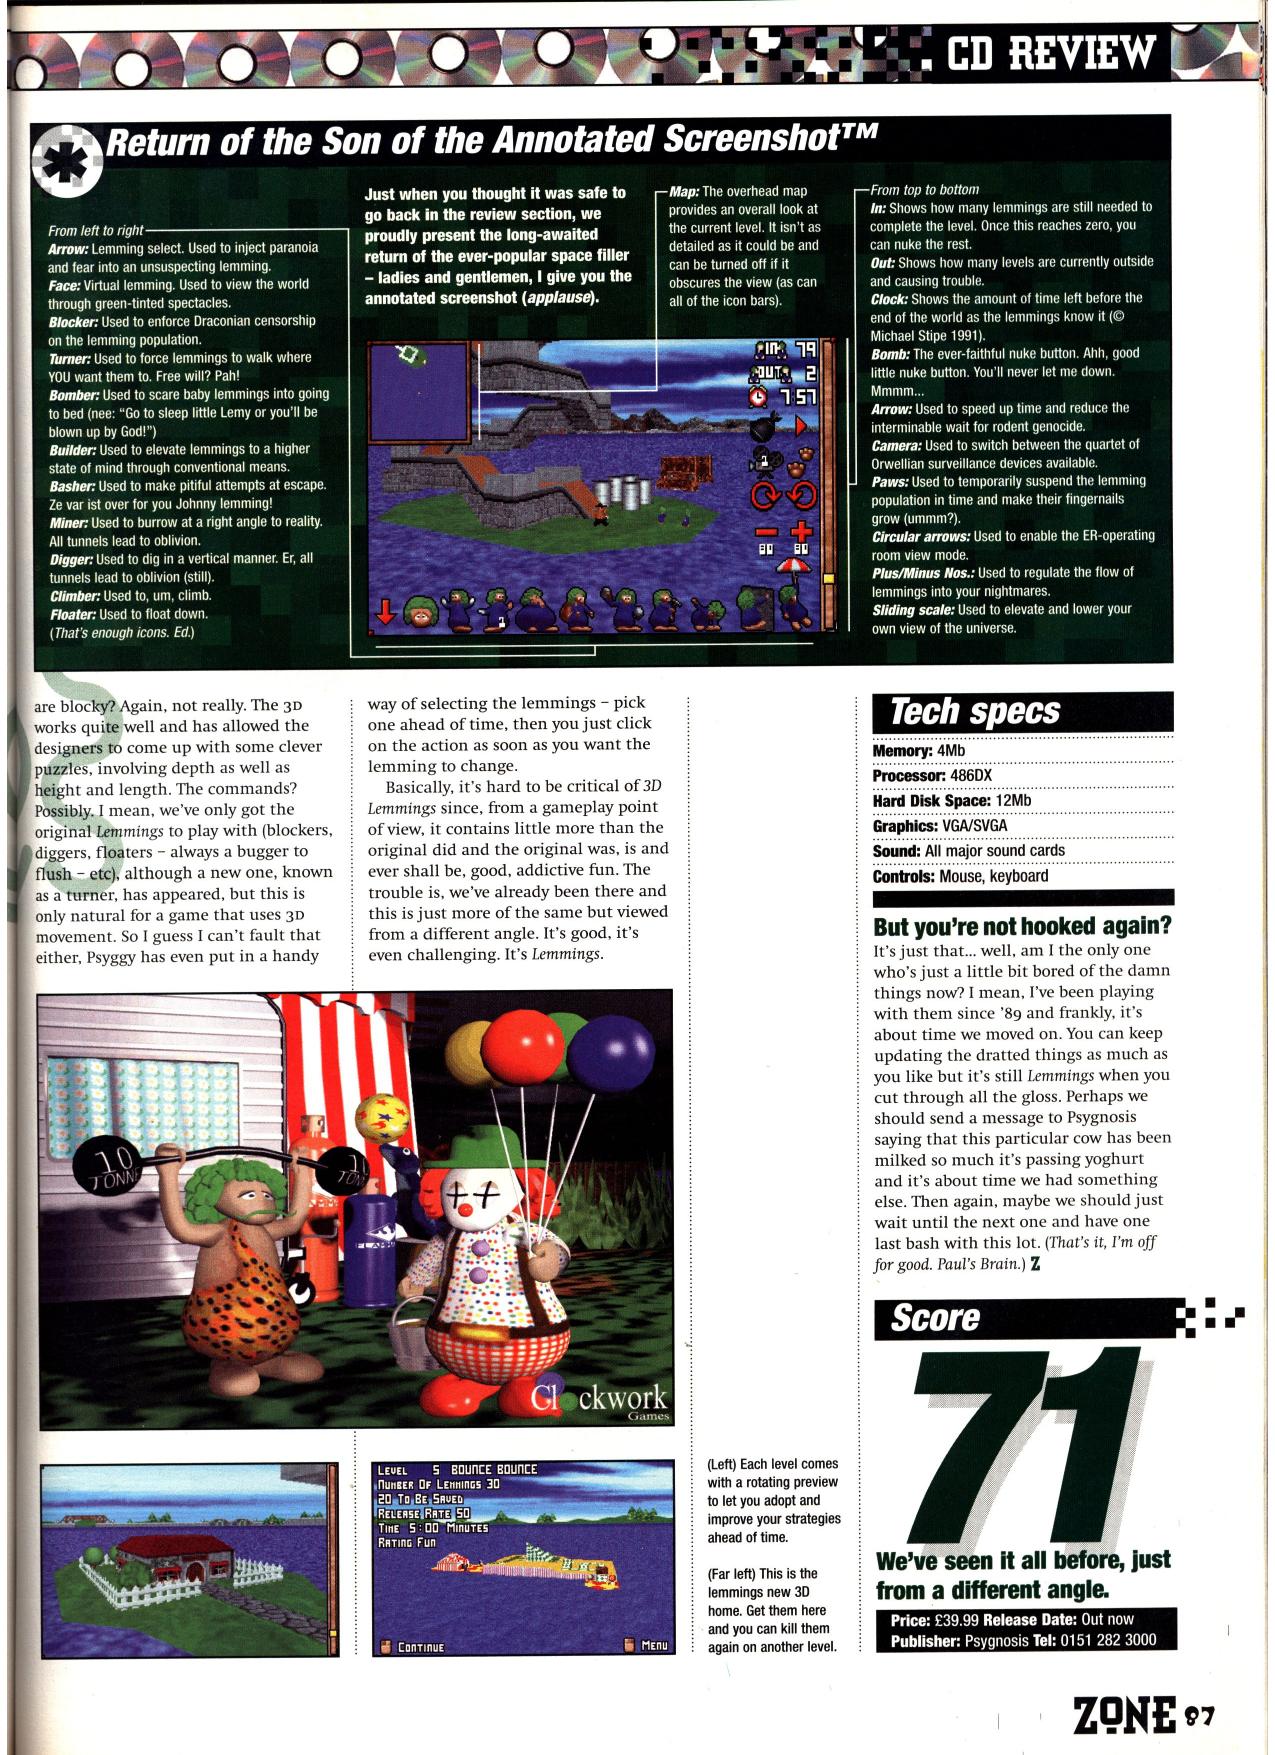 CD REVIEW
Return of the Son of the Annotated Screenshot™
From left to right
Arrow: Lemming select. Used to inject paranoia
and fear into an unsuspecting lemming.
Face: Virtual lemming. Used to view the world
through green-tinted spectacles.
Blocker: Used to enforce Draconian censorship
on the lemming population.
Turner: Used to force lemmings to walk where
YOU want them to. Free will? Pah!
Bomber: Used to scare baby lemmings into going
to bed (nee: “Go to sleep little Lemy or you'll be
blown up by God!”)
Builder: Used to elevate lemmings to a higher
state of mind through conventional means.
Basher: Used to make pitiful attempts at escape.
Ze var ist over for you Johnny lemming!
Miner: Used to burrow at a right angle to reality.
All tunnels lead to oblivion.
Digger: Used to dig in a vertical manner. Er, all
tunnels lead to oblivion (still).
Climber: Used to, um, climb.
Floater: Used to float down.
(That's enough icons. Ed.)
Just when you thought it was safe to
go back in the review section, we
proudly present the long-awaited
return of the ever-popular space filler
– ladies and gentlemen, I give you the
annotated screenshot (applause).
Map: The overhead map
provides an overall look at
the current level. It isn't as
detailed as it could be and
can be turned off if it
obscures the view (as can
all of the icon bars).
From top to bottom
In: Shows how many lemmings are still needed to
complete the level. Once this reaches zero, you
can nuke the rest.
Out: Shows how many levels are currently outside
and causing trouble.
Clock: Shows the amount of time left before the
end of the world as the lemmings know it (©
Michael Stipe 1991).
Bomb: The ever-faithful nuke button. Ahh, good
little nuke button. You'll never let me down.
Mmmm...
Arrow: Used to speed up time and reduce the
interminable wait for rodent genocide.
Camera: Used to switch between the quartet of
Orwellian surveillance devices available.
Paws: Used to temporarily suspend the lemming
population in time and make their fingernails
grow (ummm?).
Circular arrows: Used to enable the ER-operating
room view mode.
Plus/Minus Nos.: Used to regulate the flow of
lemmings into your nightmares.
Sliding scale: Used to elevate and lower your
own view of the universe.
IN: 79
OUT: 2
7:57
1
80 80
2
are blocky? Again, not really. The 3D
works quite well and has allowed the
designers to come up with some clever
puzzles, involving depth as well as
height and length. The commands?
Possibly. I mean, we've only got the
original Lemmings to play with (blockers,
diggers, floaters – always a bugger to
flush – etc), although a new one, known
as a turner, has appeared, but this is
only natural for a game that uses 3D
movement. So I guess I can't fault that
either, Psyggy has even put in a handy
way of selecting the lemmings – pick
one ahead of time, then you just click
on the action as soon as you want the
lemming to change.
Basically, it's hard to be critical of 3D
Lemmings since, from a gameplay point
of view, it contains little more than the
original did and the original was, is and
ever shall be, good, addictive fun. The
trouble is, we've already been there and
this is just more of the same but viewed
from a different angle. It's good, it's
even challenging. It's Lemmings.
Tech specs
Memory: 4Mb
Processor: 486DX
Hard Disk Space: 12Mb
Graphics: VGA/SVGA
Sound: All major sound cards
Controls: Mouse, keyboard
But you're not hooked again?
It's just that... well, am I the only one
who's just a little bit bored of the damn
things now? I mean, I've been playing
with them since '89 and frankly, it's
about time we moved on. You can keep
updating the dratted things as much as
you like but it's still Lemmings when you
cut through all the gloss. Perhaps we
should send a message to Psygnosis
saying that this particular cow has been
milked so much it's passing yoghurt
and it's about time we had something
else. Then again, maybe we should just
wait until the next one and have one
last bash with this lot. (That's it, I'm off
for good. Paul's Brain.) Z
10
TONNE
Clockwork
Games
LEVEL 5 BOUNCE BOUNCE
NUMBER OF LEMMINGS 30
20 TO BE SAVED
RELEASE RATE 50
TIME 5:00 MINUTES
RATING FUN
CONTINUE
MENU
(Left) Each level comes
with a rotating preview
to let you adopt and
improve your strategies
ahead of time.
(Far left) This is the
lemmings new 3D
home. Get them here
and you can kill them
again on another level.
Score
71
We've seen it all before, just
from a different angle.
Price: £39.99 Release Date: Out now
Publisher: Psygnosis Tel: 0151 282 3000
ZONE 87